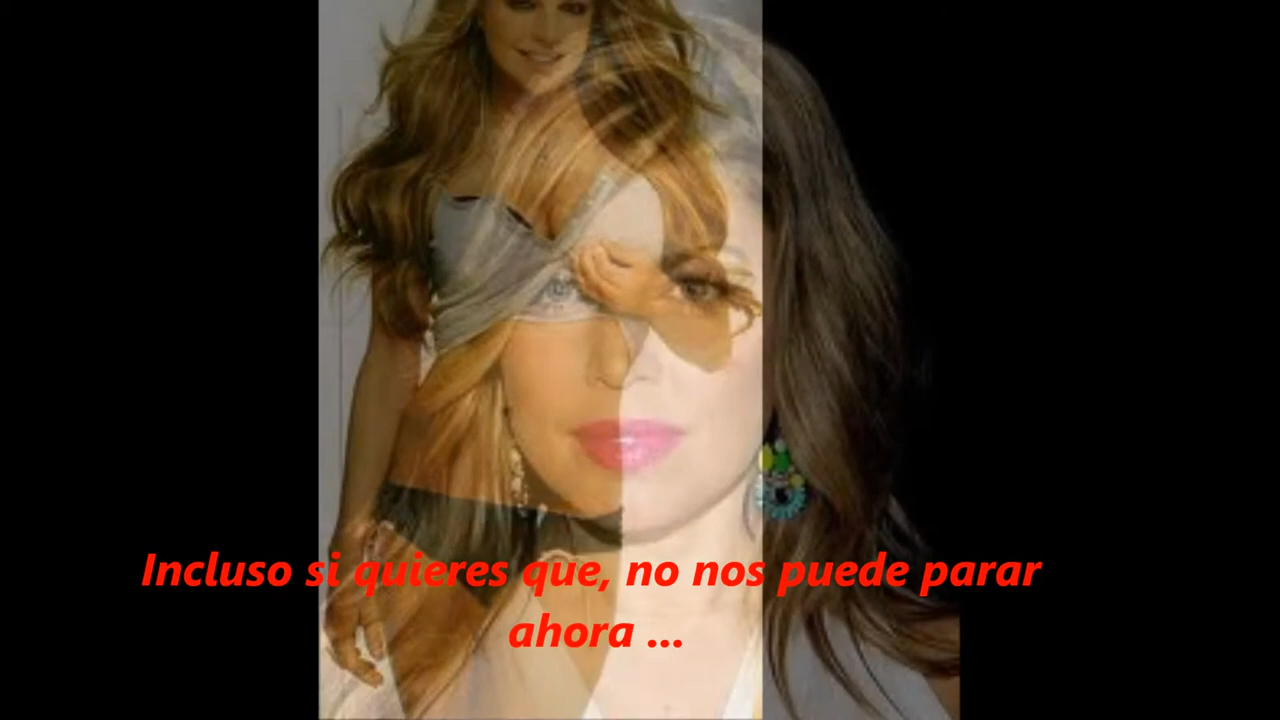 Incluso si quieres que, no nos puede parar
ahora ...